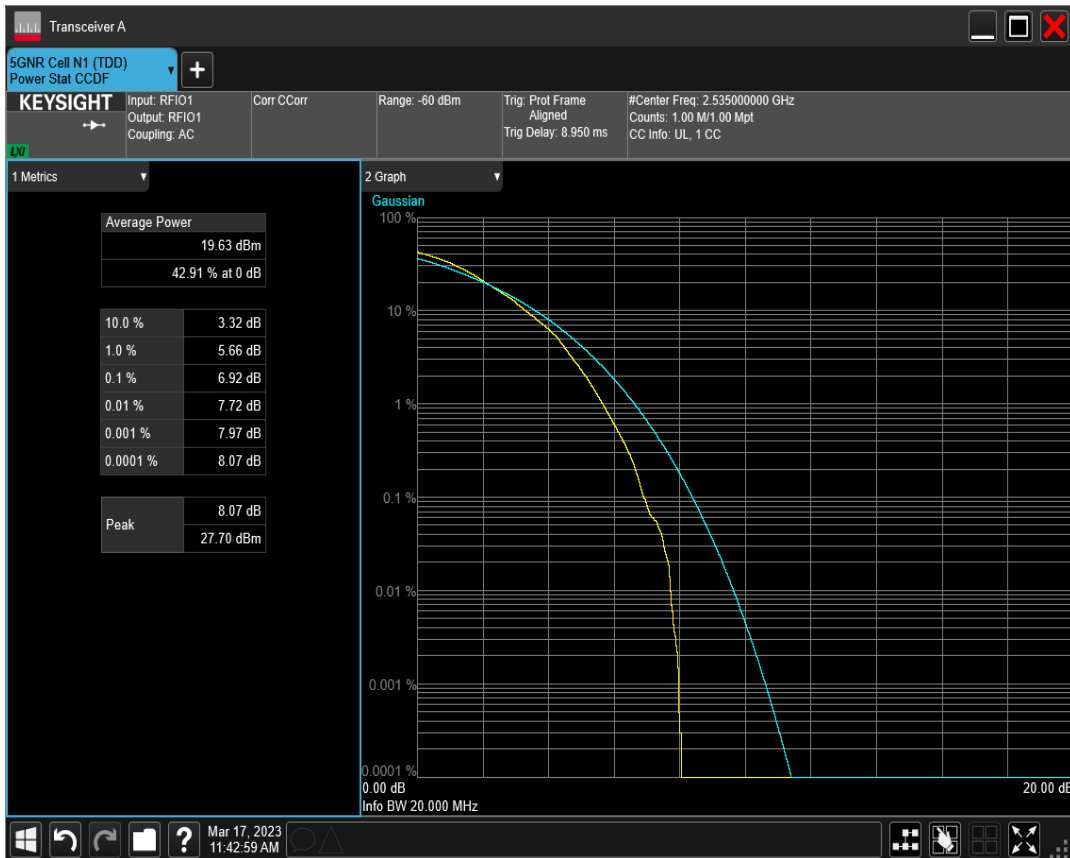 Transceiver A
5GNR Cell N1 (TDD)
Power Stat CCDF
+
KEYSIGHT
LXI
Input: RFIO1
Output: RFIO1
Coupling: AC
Corr CCorr
Range: -60 dBm
Trig: Prot Frame
Aligned
Trig Delay: 8.950 ms
#Center Freq: 2.535000000 GHz
Counts: 1.00 M/1.00 Mpt
CC Info: UL, 1 CC
1 Metrics
Average Power
19.63 dBm
42.91 % at 0 dB
10.0 % 3.32 dB
1.0 % 5.66 dB
0.1 % 6.92 dB
0.01 % 7.72 dB
0.001 % 7.97 dB
0.0001 % 8.07 dB
Peak
8.07 dB
27.70 dBm
2 Graph
Gaussian
100 %
10 %
1 %
0.1 %
0.01 %
0.001 %
0.0001 %
0.00 dB 20.00 dB
Info BW 20.000 MHz
?
Mar 17, 2023
11:42:59 AM